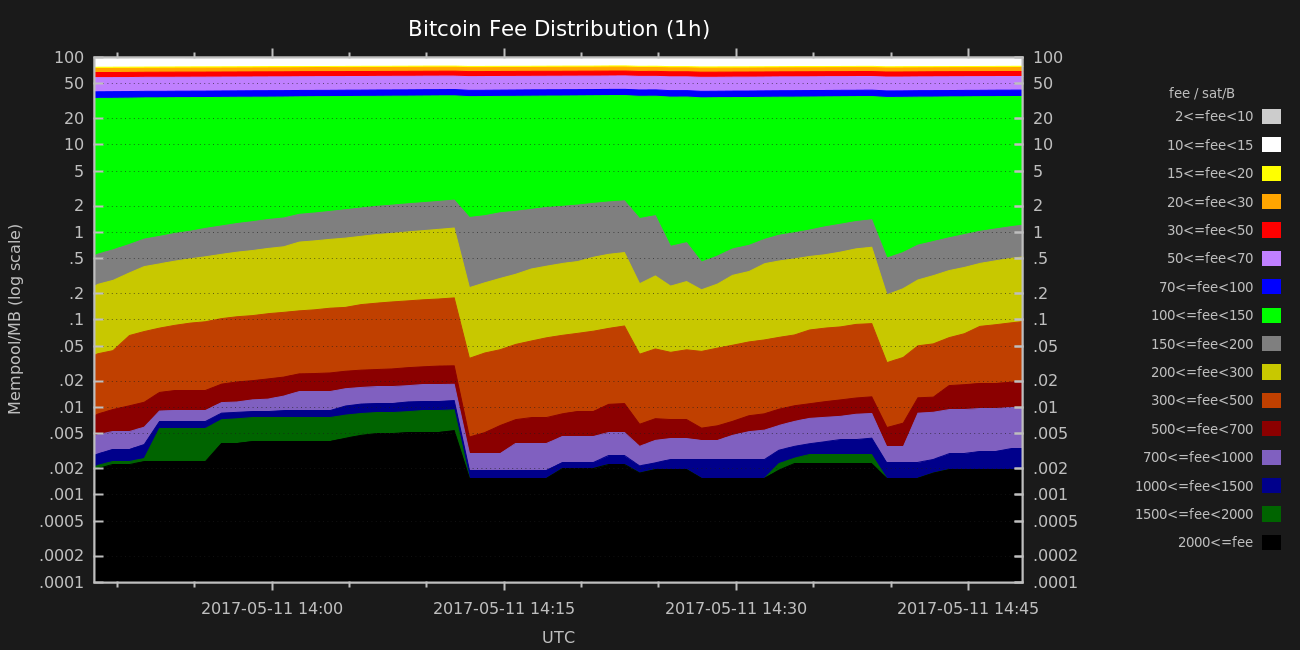 Bitcoin Fee Distribution (1h)
Mempool/MB (log scale)
100
50
20
10
5
2
1
.5
.2
.1
.05
.02
.01
.005
.002
.001
.0005
.0002
.0001
100
50
20
10
5
2
1
.5
.2
.1
.05
.02
.01
.005
.002
.001
.0005
.0002
.0001
2017-05-11 14:00
2017-05-11 14:15
2017-05-11 14:30
2017-05-11 14:45
UTC
fee / sat/B
2<=fee<10
10<=fee<15
15<=fee<20
20<=fee<30
30<=fee<50
50<=fee<70
70<=fee<100
100<=fee<150
150<=fee<200
200<=fee<300
300<=fee<500
500<=fee<700
700<=fee<1000
1000<=fee<1500
1500<=fee<2000
2000<=fee